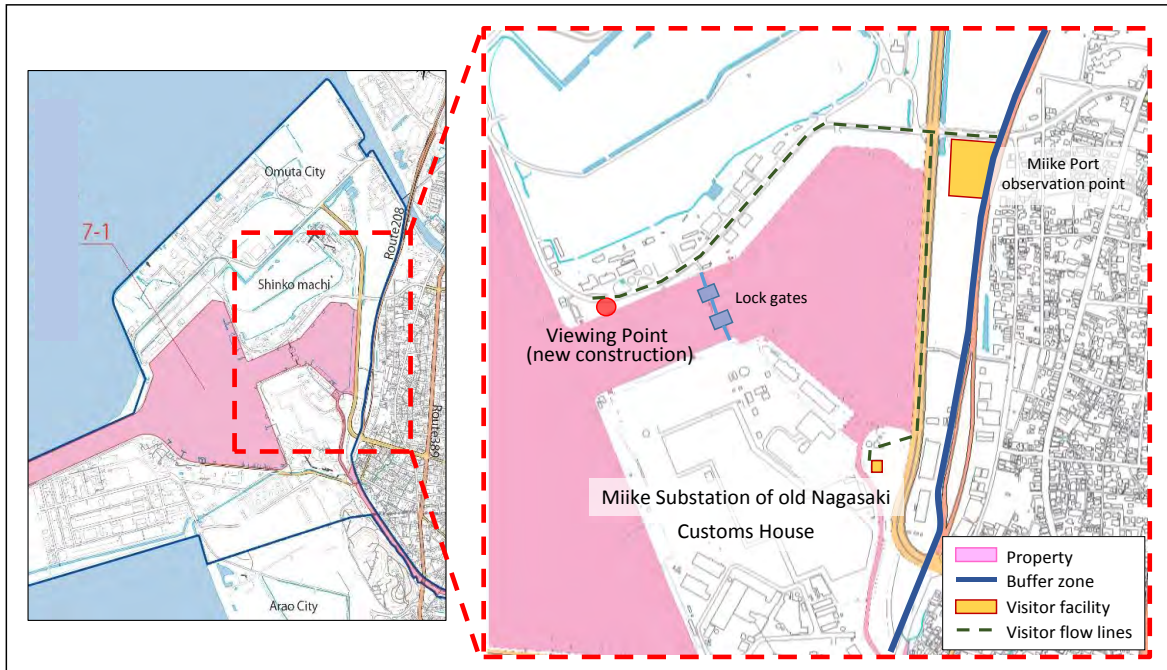 Omuta City
7-1
Route208
Shinko machi
Route389
Arao City
Miike Port
observation point
Lock gates
Viewing Point
(new construction)
Miike Substation of old Nagasaki
Customs House
Property
Buffer zone
Visitor facility
Visitor flow lines